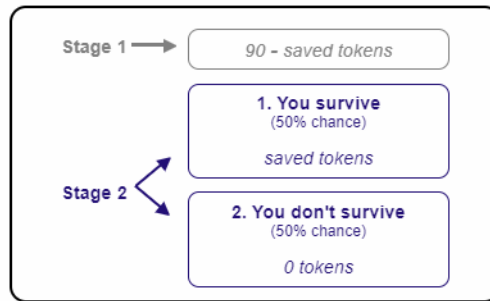 Stage 1
90 - saved tokens
1. You survive
(50% chance)
saved tokens
Stage 2
2. You don't survive
(50% chance)
0 tokens